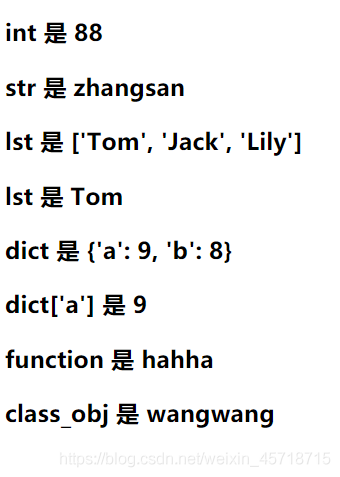 int 是 88
str 是 zhangsan
lst 是 ['Tom', 'Jack', 'Lily']
lst 是 Tom
dict 是 {'a': 9, 'b': 8}
dict['a'] 是 9
function 是 hahha
class_obj 是 wangwang
https://blog.csdn.net/weixin_45718715